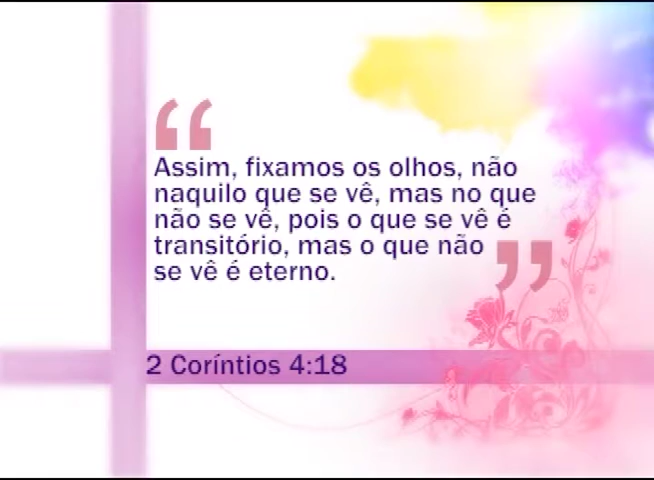 “
Assim, fixamos os olhos, não
naquilo que se vê, mas no que
não se vê, pois o que se vê é
transitório, mas o que não
se vê é eterno.
”
2 Coríntios 4:18